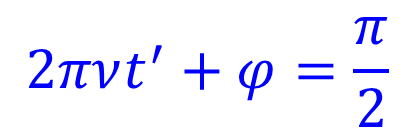 2πνt′ + φ = π/2